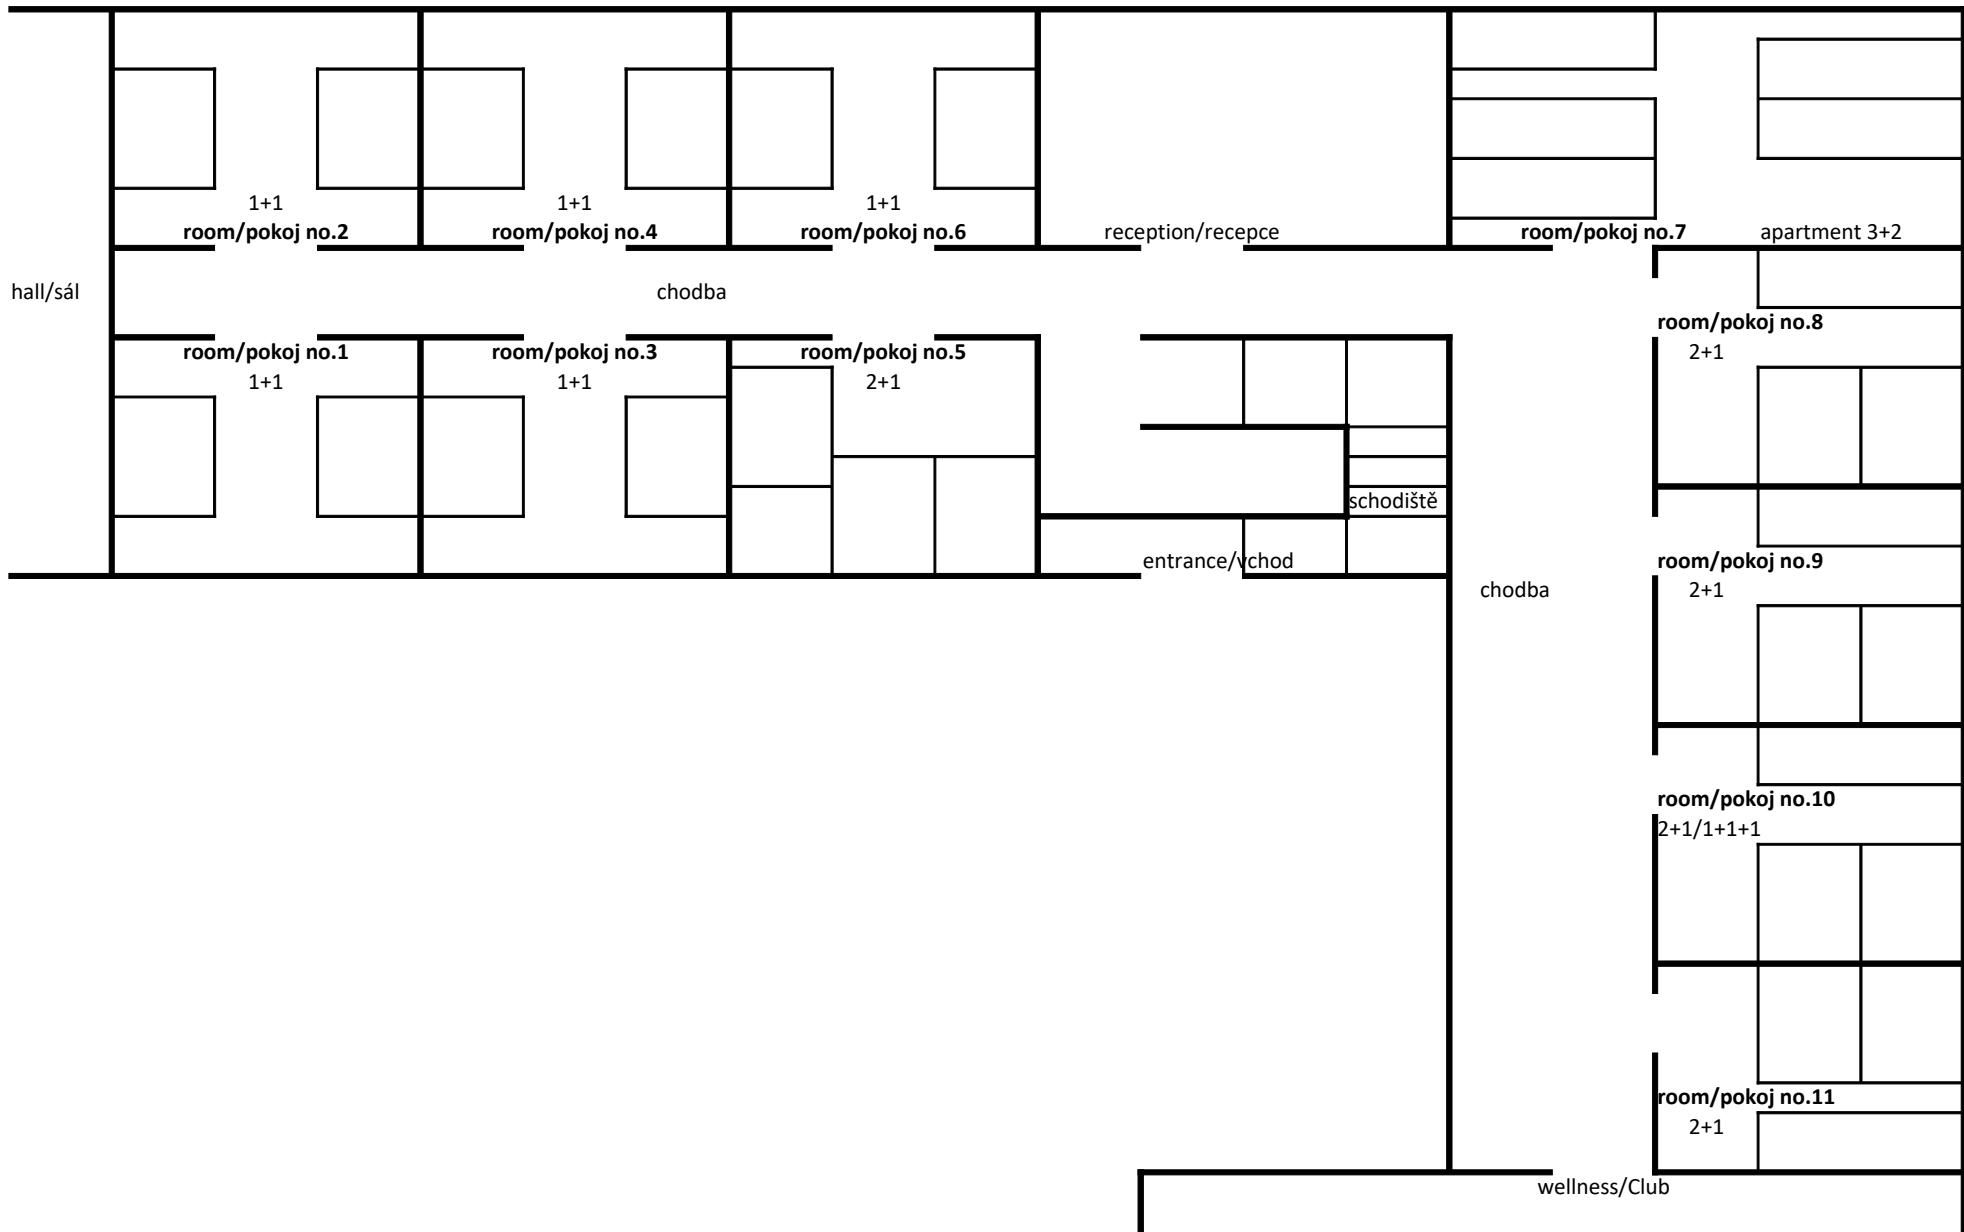 1+1
1+1
1+1
room/pokoj no.2
room/pokoj no.4
room/pokoj no.6
reception/recepce
room/pokoj no.7
apartment 3+2
hall/sál
chodba
room/pokoj no.8
2+1
room/pokoj no.1
1+1
room/pokoj no.3
1+1
room/pokoj no.5
2+1
schodiště
entrance/vchod
chodba
room/pokoj no.9
2+1
room/pokoj no.10
2+1/1+1+1
room/pokoj no.11
2+1
wellness/Club